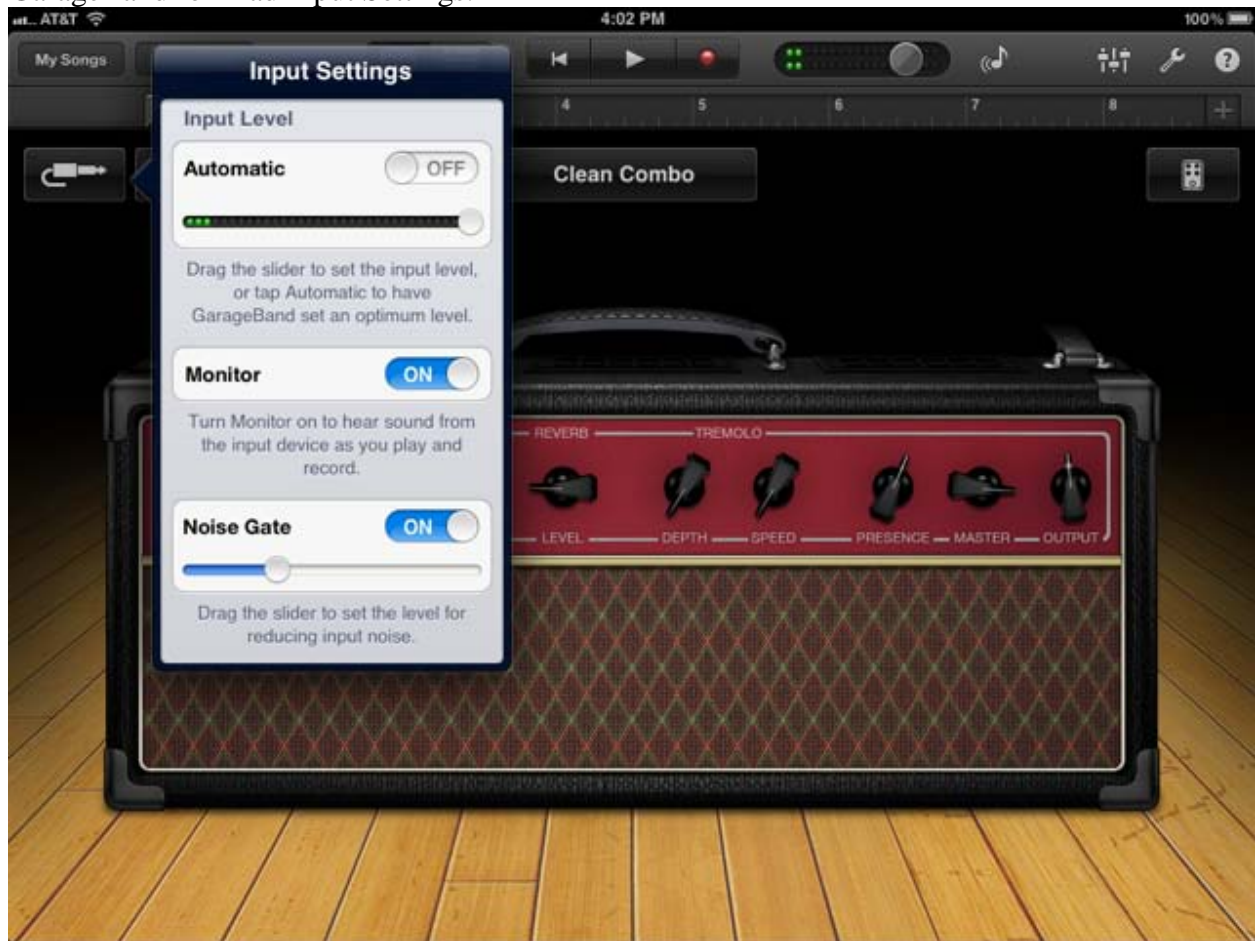 AT&T 4:02 PM 100%
My Songs
Input Settings
4 5 6 7 8
Input Level
Automatic OFF
Clean Combo
Drag the slider to set the input level,
or tap Automatic to have
GarageBand set an optimum level.
Monitor ON
Turn Monitor on to hear sound from
the input device as you play and
record.
REVERB TREMOLO
Noise Gate ON
LEVEL DEPTH SPEED PRESENCE MASTER OUTPUT
Drag the slider to set the level for
reducing input noise.